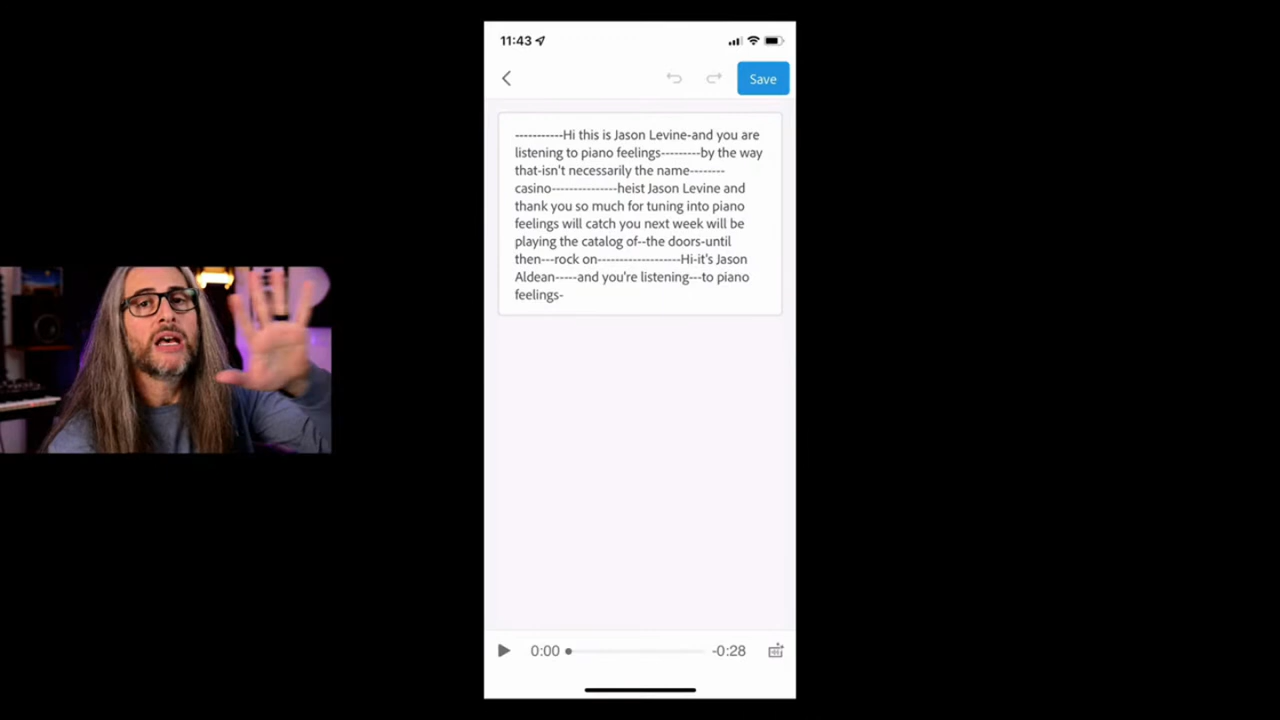 11:43
Save
-----------Hi this is Jason Levine-and you are
listening to piano feelings---------by the way
that-isn't necessarily the name--------
casino---------------heist Jason Levine and
thank you so much for tuning into piano
feelings will catch you next week will be
playing the catalog of--the doors-until
then---rock on-------------------Hi-it's Jason
Aldean-----and you're listening---to piano
feelings-
0:00
-0:28